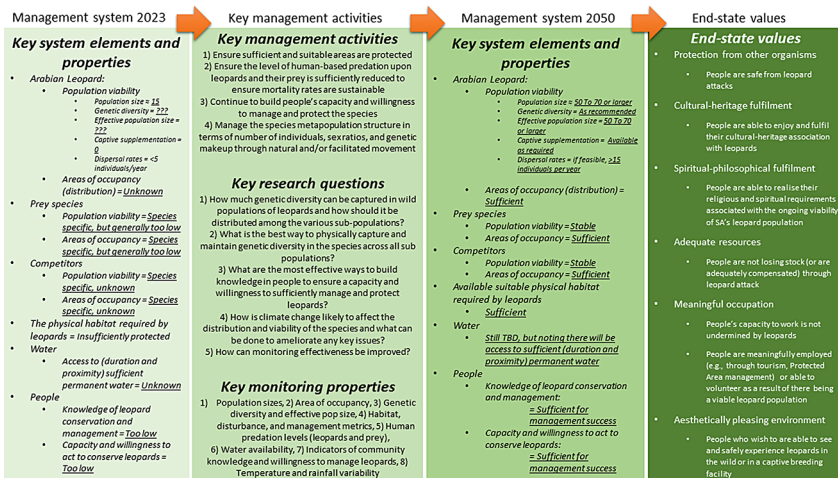 Management system 2023
Key management activities
Management system 2050
End-state values
Key system elements and
properties
• Arabian Leopard:
• Population viability
• Population size = 15
• Genetic diversity = ???
• Effective population size =
???
• Captive supplementation =
0
• Dispersal rates = <5
individuals/year
• Areas of occupancy
(distribution) = Unknown
• Prey species
• Population viability = Species
specific, but generally too low
• Areas of occupancy = Species
specific, but generally too low
• Competitors
• Population viability = Species
specific, unknown
• Areas of occupancy = Species
specific, unknown
• The physical habitat required by
leopards = Insufficiently protected
• Water
• Access to (duration and
proximity) sufficient
permanent water = Unknown
• People
• Knowledge of leopard
conservation and
management = Too low
• Capacity and willingness to
act to conserve leopards =
Too low
Key management activities
1) Ensure sufficient and suitable areas are protected
2) Ensure the level of human-based predation upon
leopards and their prey is sufficiently reduced to
ensure mortality rates are sustainable
3) Continue to build people's capacity and willingness
to manage and protect the species
4) Manage the species metapopulation structure in
terms of number of individuals, sexratios, and genetic
makeup through natural and/or facilitated movement
Key research questions
1) How much genetic diversity can be captured in wild
populations of leopards and how should it be
distributed among the various sub-populations?
2) What is the best way to physically capture and
maintain genetic diversity in the species across all sub
populations?
3) What are the most effective ways to build
knowledge in people to ensure a capacity and
willingness to sufficiently manage and protect
leopards?
4) How is climate change likely to affect the
distribution and viability of the species and what can
be done to ameliorate any key issues?
5) How can monitoring effectiveness be improved?
Key monitoring properties
1) Population sizes, 2) Area of occupancy, 3) Genetic
diversity and effective pop size, 4) Habitat,
disturbance, and management metrics, 5) Human
predation levels (leopards and prey),
6) Water availability, 7) Indicators of
community knowledge and willingness to manage leopards, 8)
Temperature and rainfall variability
Key system elements and
properties
• Arabian Leopard:
• Population viability
• Population size = 50 To 70 or larger
• Genetic diversity = As recommended
• Effective population size = 50 To 70
or larger
• Captive supplementation = Available
as required
• Dispersal rates = if feasible, >15
individuals per year
• Areas of occupancy (distribution) =
Sufficient
• Prey species
• Population viability = Stable
• Areas of occupancy = Sufficient
• Competitors
• Population viability = Stable
• Areas of occupancy = Sufficient
• Available suitable physical habitat
required by leopards
• Sufficient
• Water
• Still TBD, but noting there will be
access to sufficient (duration and
proximity) permanent water
• People
• Knowledge of leopard conservation
and management:
= Sufficient for
management success
• Capacity and willingness to act to
conserve leopards:
= Sufficient for
management success
End-state values
• Protection from other organisms
• People are safe from leopard
attacks
• Cultural-heritage fulfilment
• People are able to enjoy and fulfil
their cultural-heritage association
with leopards
• Spiritual-philosophical fulfilment
• People are able to realise their
religious and spiritual requirements
associated with the ongoing viability
of SA's leopard population
• Adequate resources
• People are not losing stock (or are
adequately compensated) through
leopard attack
• Meaningful occupation
• People's capacity to work is not
undermined by leopards
• People are meaningfully employed
(e.g., through tourism, Protected
Area management) or able to
volunteer as a result of there being
a viable leopard population
• Aesthetically pleasing environment
• People who wish to are able to see
and safely experience leopards in
the wild or in a captive breeding
facility